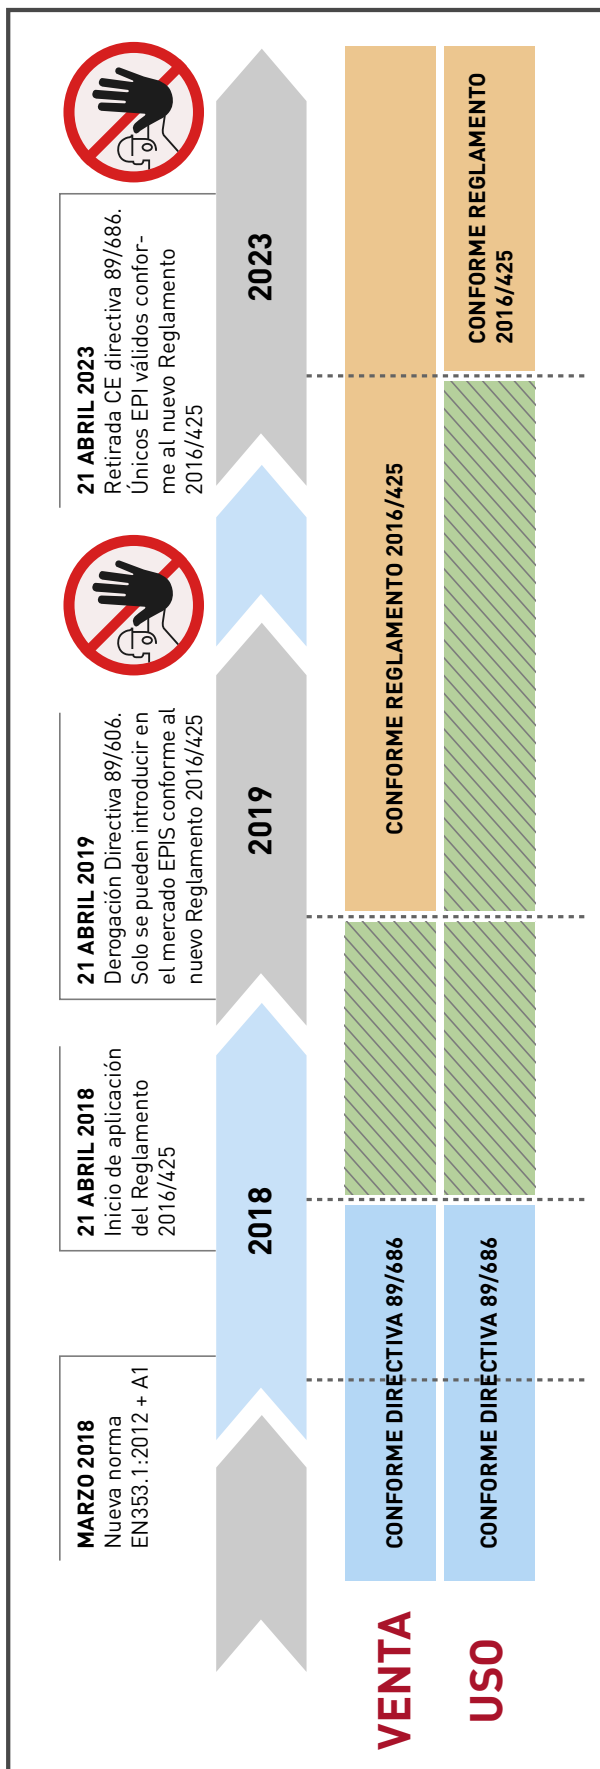 MARZO 2018
Nueva norma
EN353.1:2012 + A1
21 ABRIL 2018
Inicio de aplicación
del Reglamento
2016/425
21 ABRIL 2019
Derogación Directiva 89/606.
Solo se pueden introducir en
el mercado EPIS conforme al
nuevo Reglamento 2016/425
21 ABRIL 2023
Retirada CE directiva 89/686.
Únicos EPI válidos confor-
me al nuevo Reglamento
2016/425
2018
2019
2023
VENTA
CONFORME DIRECTIVA 89/686
CONFORME REGLAMENTO 2016/425
USO
CONFORME DIRECTIVA 89/686
CONFORME REGLAMENTO
2016/425